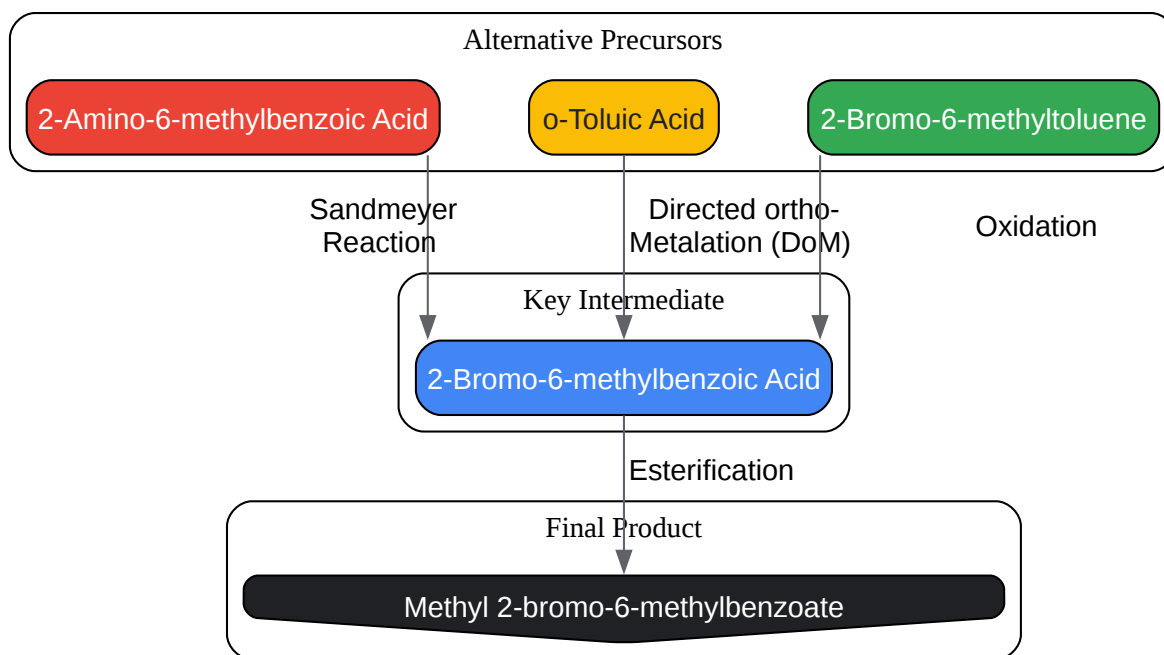 Alternative Precursors
2-Amino-6-methylbenzoic Acid
o-Toluic Acid
2-Bromo-6-methyltoluene
Sandmeyer
Reaction
Directed ortho-
Metalation (DoM)
Oxidation
Key Intermediate
2-Bromo-6-methylbenzoic Acid
Esterification
Final Product
Methyl 2-bromo-6-methylbenzoate